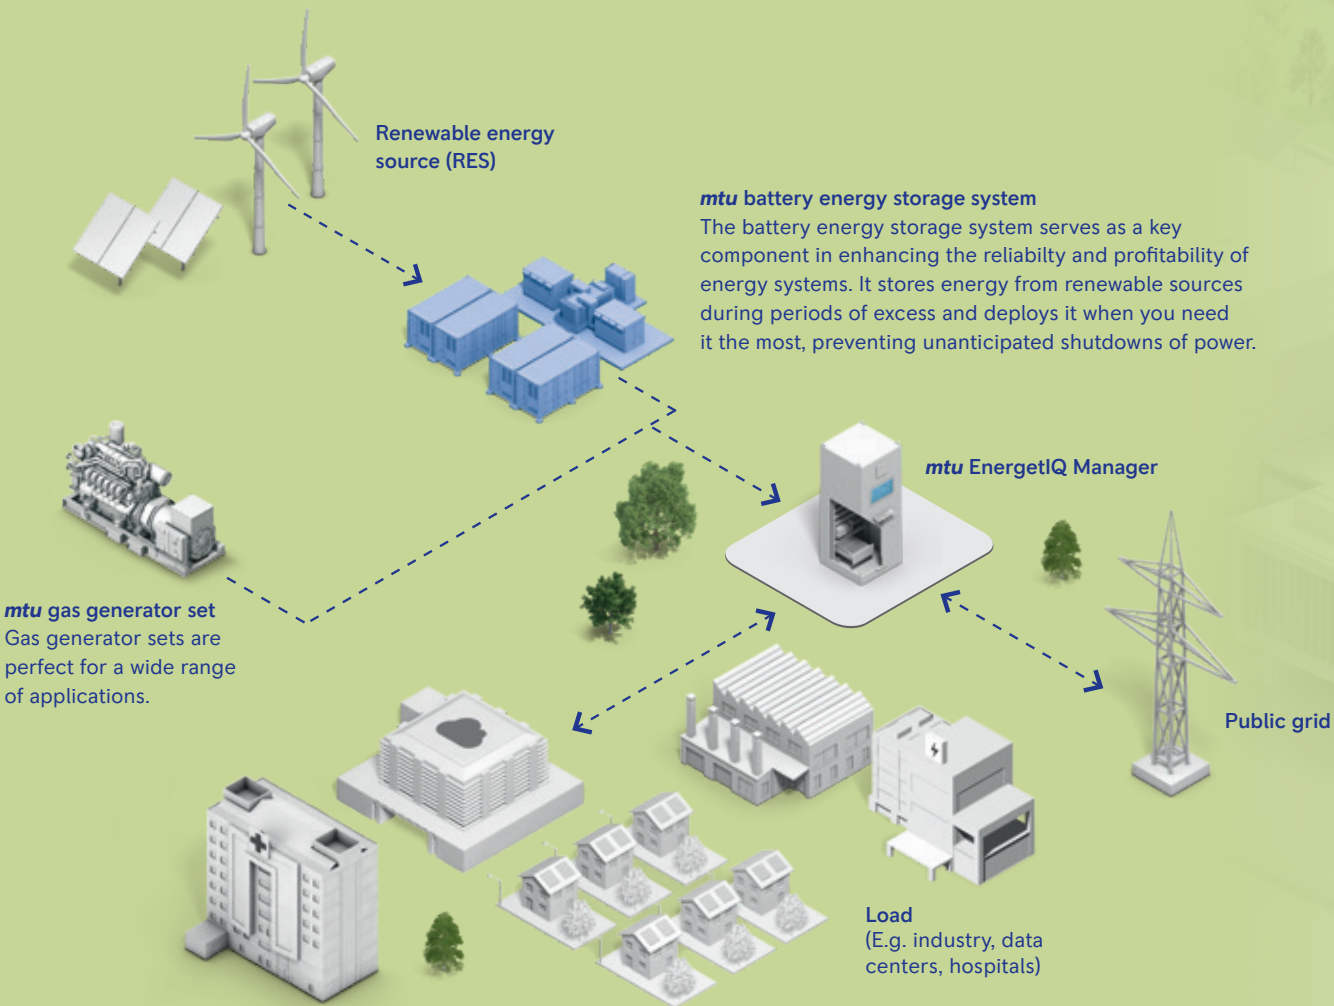 Renewable energy
source (RES)
mtu battery energy storage system
The battery energy storage system serves as a key
component in enhancing the reliabilty and profitability of
energy systems. It stores energy from renewable sources
during periods of excess and deploys it when you need
it the most, preventing unanticipated shutdowns of power.
mtu EnergetIQ Manager
mtu gas generator set
Gas generator sets are
perfect for a wide range
of applications.
Public grid
Load
(E.g. industry, data
centers, hospitals)